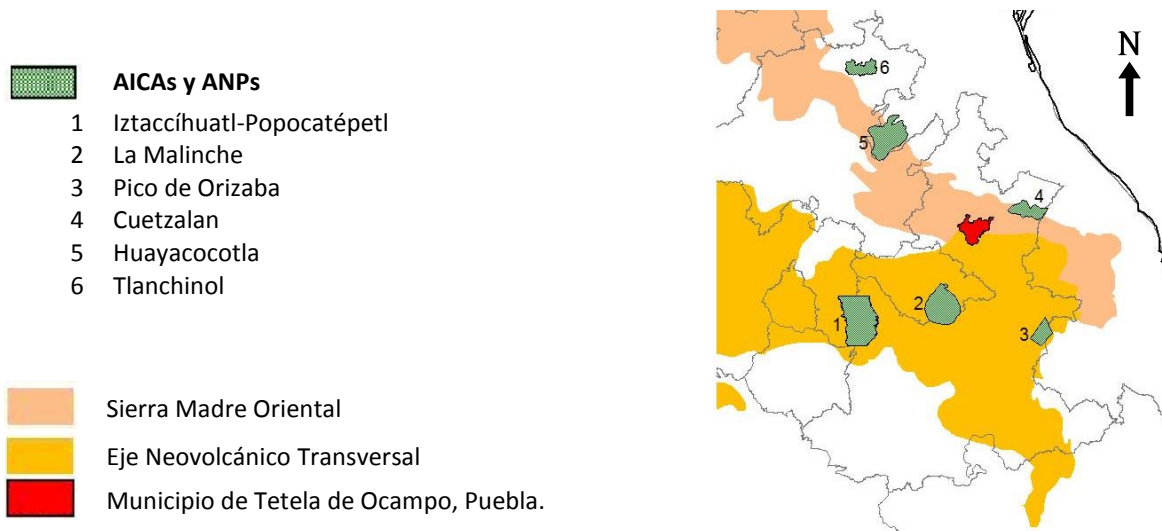 AICAs y ANPs
1 Iztaccíhuatl-Popocatépetl
2 La Malinche
3 Pico de Orizaba
4 Cuetzalan
5 Huayacocotla
6 Tlanchinol
Sierra Madre Oriental
Eje Neovolcánico Transversal
Municipio de Tetela de Ocampo, Puebla.
N
6
5
4
2
1
3